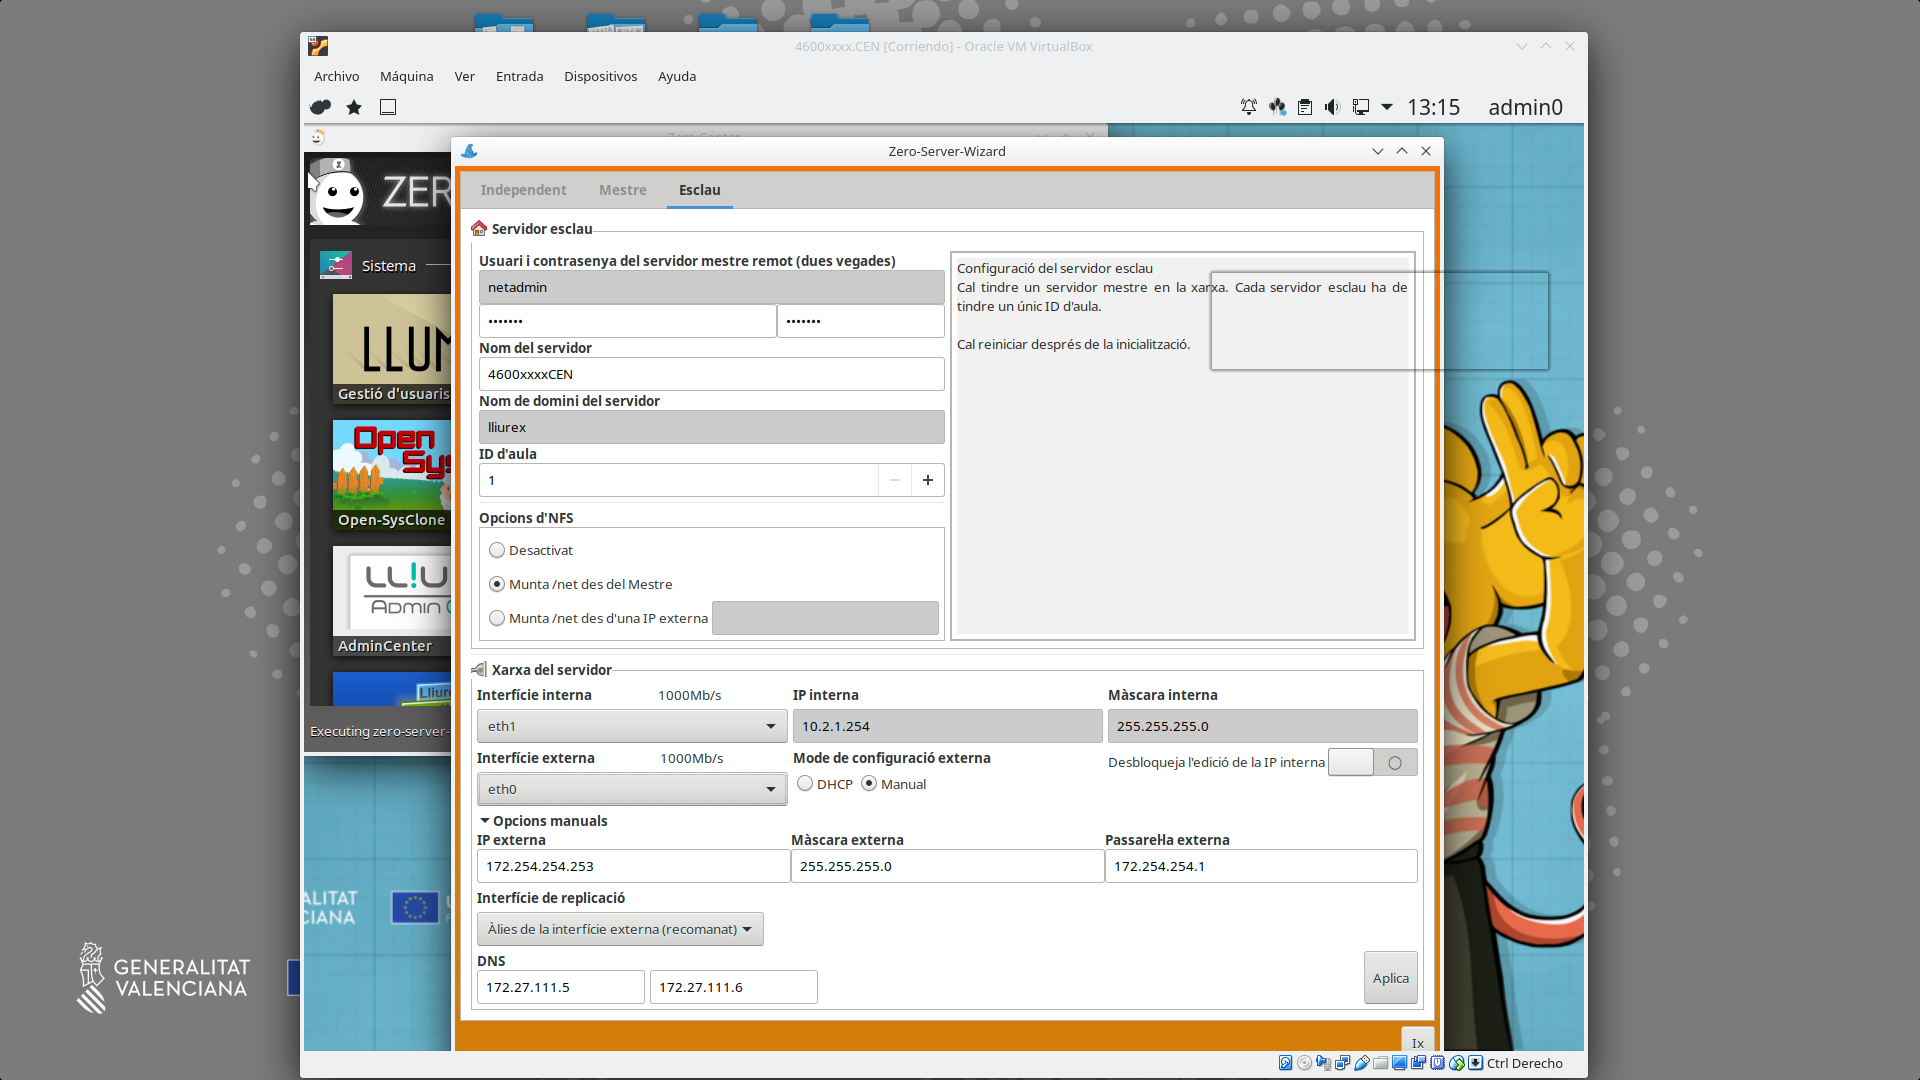 4600xxxx.CEN [Corriendo] - Oracle VM VirtualBox
Archivo Máquina Ver Entrada Dispositivos Ayuda
13:15 admin0
Zero-Center
Zero-Server-Wizard
Z
ZER
Independent Mestre Esclau
Servidor esclau
Sistema
LLUM
Gestió d'usuaris
Open
Sys
Open-SysClone
LL!U
ADMIN
AdminCenter
Lliure
Executing zero-server-
Usuari i contrasenya del servidor mestre remot (dues vegades)
netadmin
••••••• •••••••
Nom del servidor
4600xxxxCEN
Nom de domini del servidor
lliurex
ID d'aula
1 − +
Opcions d'NFS
Desactivat
Munta /net des del Mestre
Munta /net des d'una IP externa
Configuració del servidor esclau
Cal tindre un servidor mestre en la xarxa. Cada servidor esclau ha de
tindre un únic ID d'aula.
Cal reiniciar després de la inicialització.
Xarxa del servidor
Interfície interna 1000Mb/s IP interna Màscara interna
eth1 10.2.1.254 255.255.255.0
Interfície externa 1000Mb/s Mode de configuració externa Desbloqueja l'edició de la IP interna
eth0 DHCP Manual
Opcions manuals
IP externa Màscara externa Passarel·la externa
172.254.254.253 255.255.255.0 172.254.254.1
Interfície de replicació
Àlies de la interfície externa (recomanat)
DNS
172.27.111.5 172.27.111.6 Aplica
Ix
ALITAT
CIANA
GENERALITAT
VALENCIANA
Ctrl Derecho